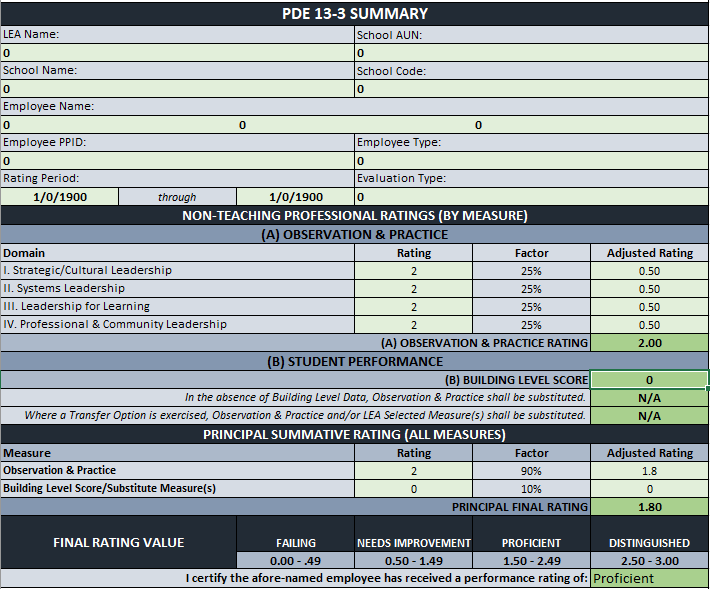 PDE 13-3 SUMMARY
LEA Name: School AUN:
0 0
School Name: School Code:
0 0
Employee Name:
0 0 0
Employee PPID: Employee Type:
0 0
Rating Period: Evaluation Type:
1/0/1900 through 1/0/1900 0
NON-TEACHING PROFESSIONAL RATINGS (BY MEASURE)
(A) OBSERVATION & PRACTICE
Domain Rating Factor Adjusted Rating
I. Strategic/Cultural Leadership 2 25% 0.50
II. Systems Leadership 2 25% 0.50
III. Leadership for Learning 2 25% 0.50
IV. Professional & Community Leadership 2 25% 0.50
(A) OBSERVATION & PRACTICE RATING 2.00
(B) STUDENT PERFORMANCE
(B) BUILDING LEVEL SCORE 0
In the absence of Building Level Data, Observation & Practice shall be substituted. N/A
Where a Transfer Option is exercised, Observation & Practice and/or LEA Selected Measure(s) shall be substituted. N/A
PRINCIPAL SUMMATIVE RATING (ALL MEASURES)
Measure Rating Factor Adjusted Rating
Observation & Practice 2 90% 1.8
Building Level Score/Substitute Measure(s) 0 10% 0
PRINCIPAL FINAL RATING 1.80
FINAL RATING VALUE FAILING NEEDS IMPROVEMENT PROFICIENT DISTINGUISHED
0.00 - .49 0.50 - 1.49 1.50 - 2.49 2.50 - 3.00
I certify the afore-named employee has received a performance rating of: Proficient